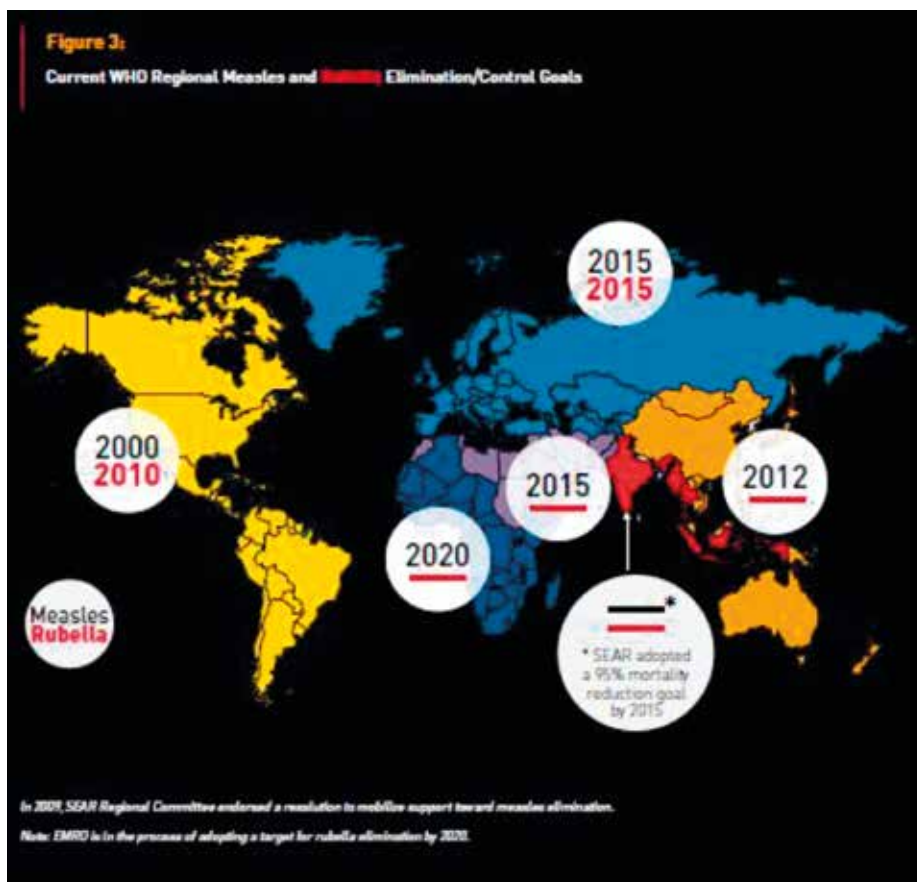 Figure 3:
Current WHO Regional Measles and Rubella Elimination/Control Goals
2015
2015
2000
2010
2015
2012
2020
Measles
Rubella
*
* SEAR adopted
a 95% mortality
reduction goal
by 2015
In 2009, SEAR Regional Committee endorsed a resolution to mobilize support toward measles elimination.
Note: EMRO is in the process of adopting a target for rubella elimination by 2020.